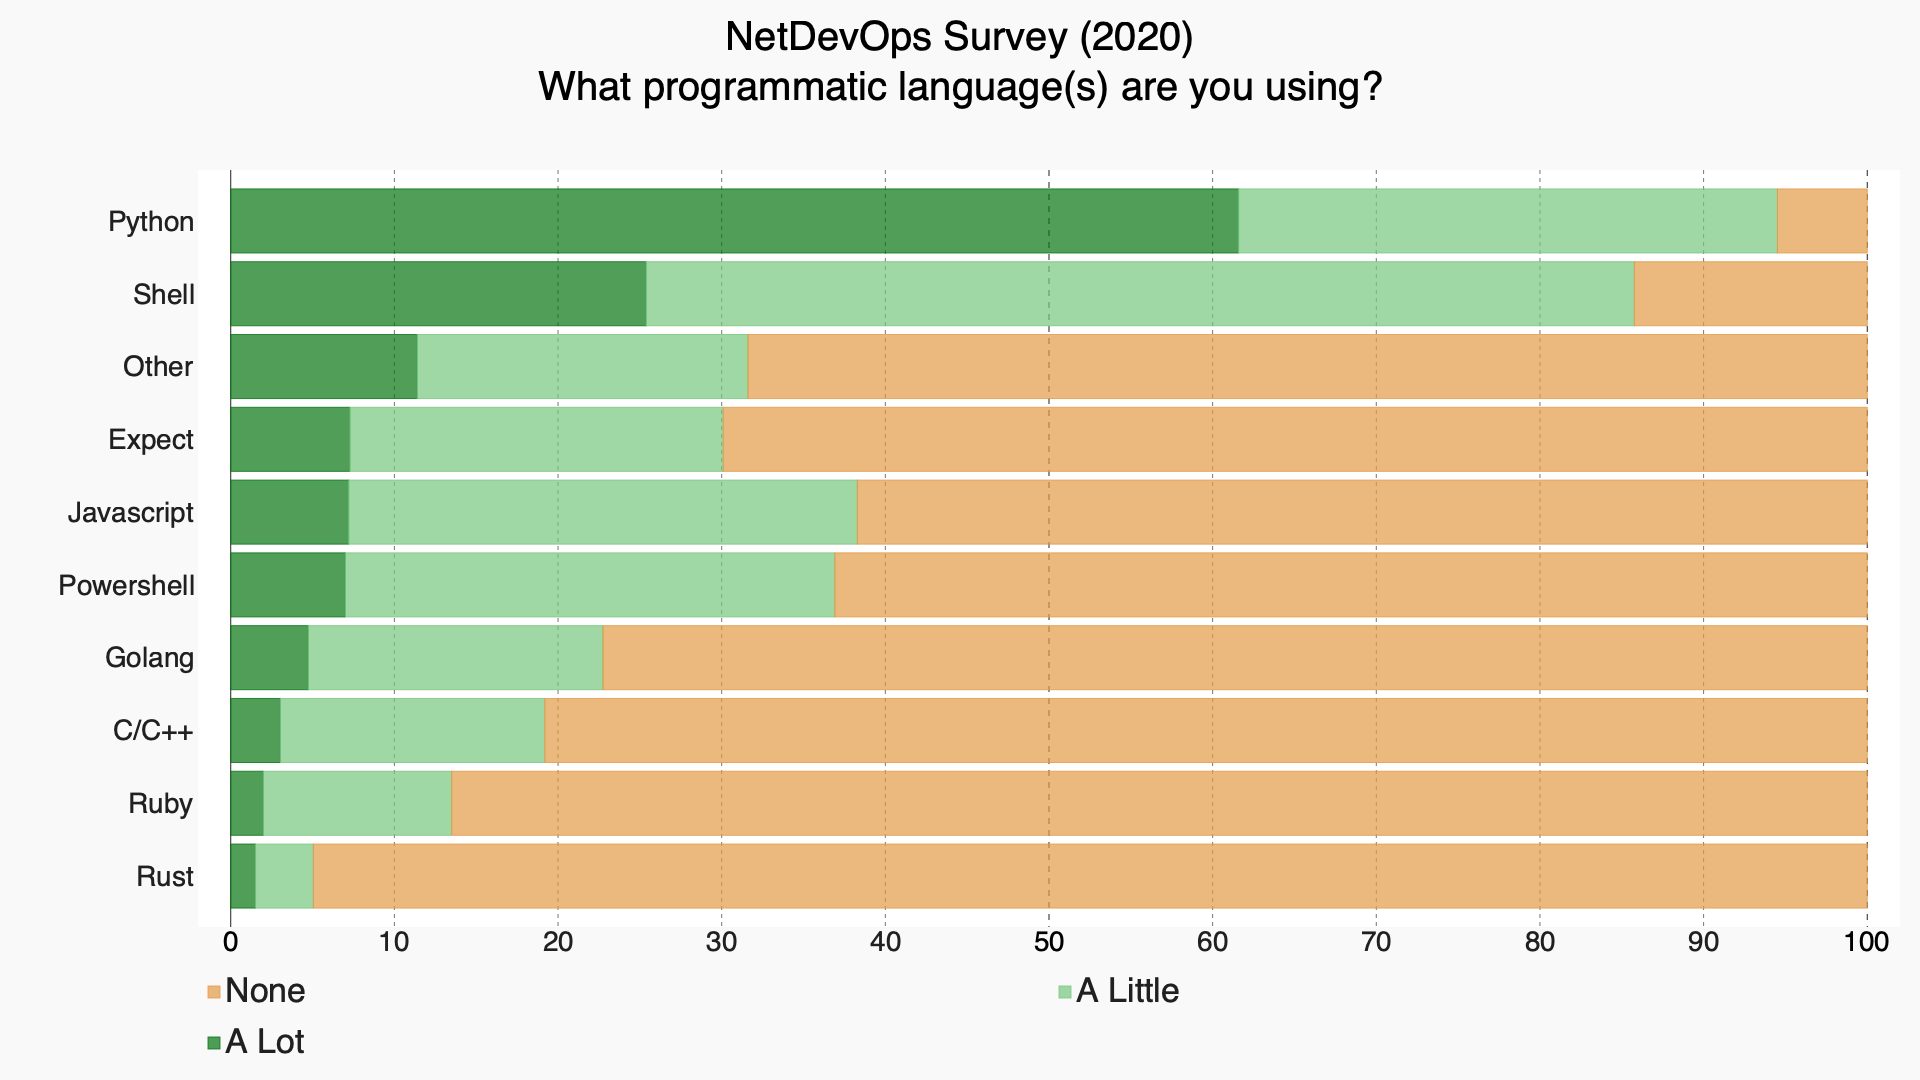 NetDevOps Survey (2020)
What programmatic language(s) are you using?
Python
Shell
Other
Expect
Javascript
Powershell
Golang
C/C++
Ruby
Rust
0 10 20 30 40 50 60 70 80 90 100
None A Little
A Lot